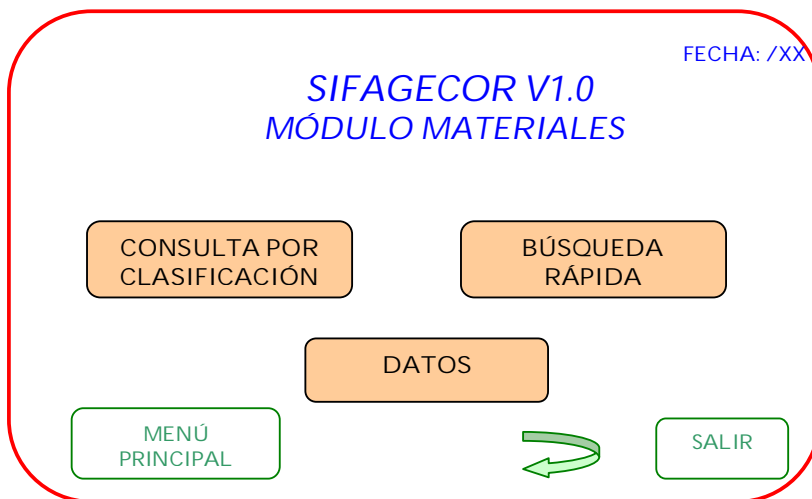 FECHA: /XX
SIFAGECOR V1.0
MÓDULO MATERIALES
CONSULTA POR
CLASIFICACIÓN
BÚSQUEDA
RÁPIDA
DATOS
MENÚ
PRINCIPAL
SALIR